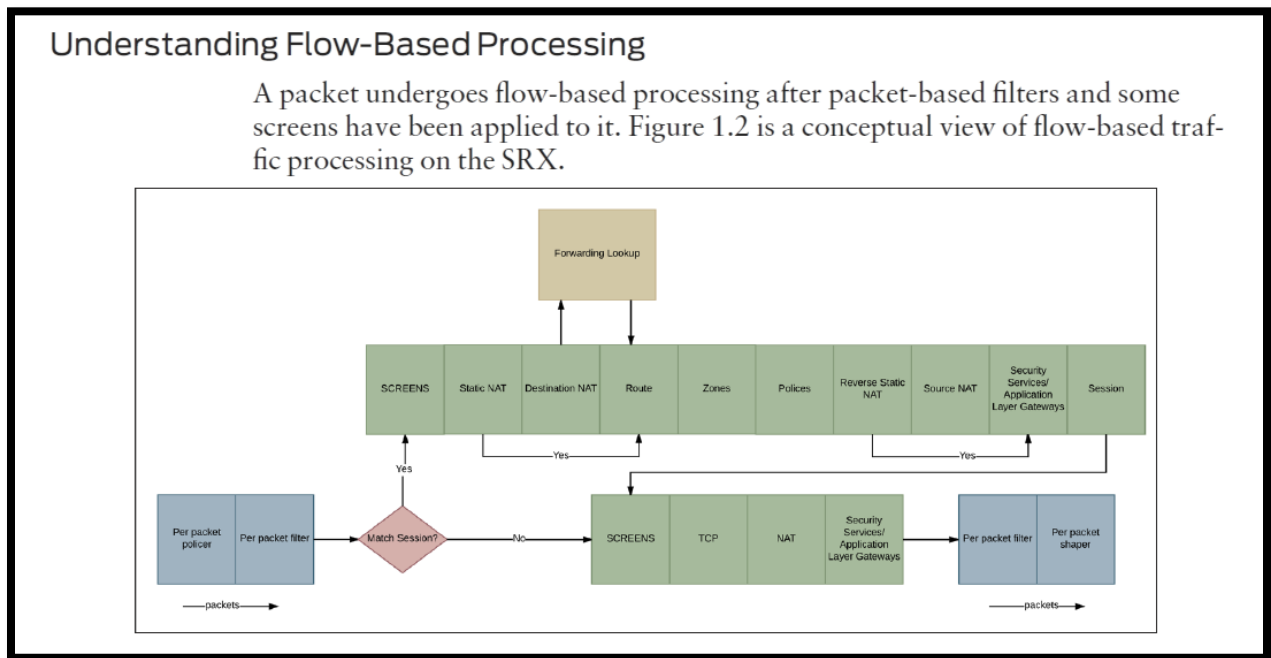 Understanding Flow-Based Processing
A packet undergoes flow-based processing after packet-based filters and some
screens have been applied to it. Figure 1.2 is a conceptual view of flow-based traf-
fic processing on the SRX.
Forwarding Lookup
SCREENS
Static NAT
Destination NAT
Route
Zones
Polices
Reverse Static
NAT
Source NAT
Security
Services/
Application
Layer Gateways
Session
Yes
Yes
Yes
Per packet
policer
Per packet filter
Match Session?
No
SCREENS
TCP
NAT
Security
Services/
Application
Layer Gateways
Per packet filter
Per packet
shaper
packets
packets